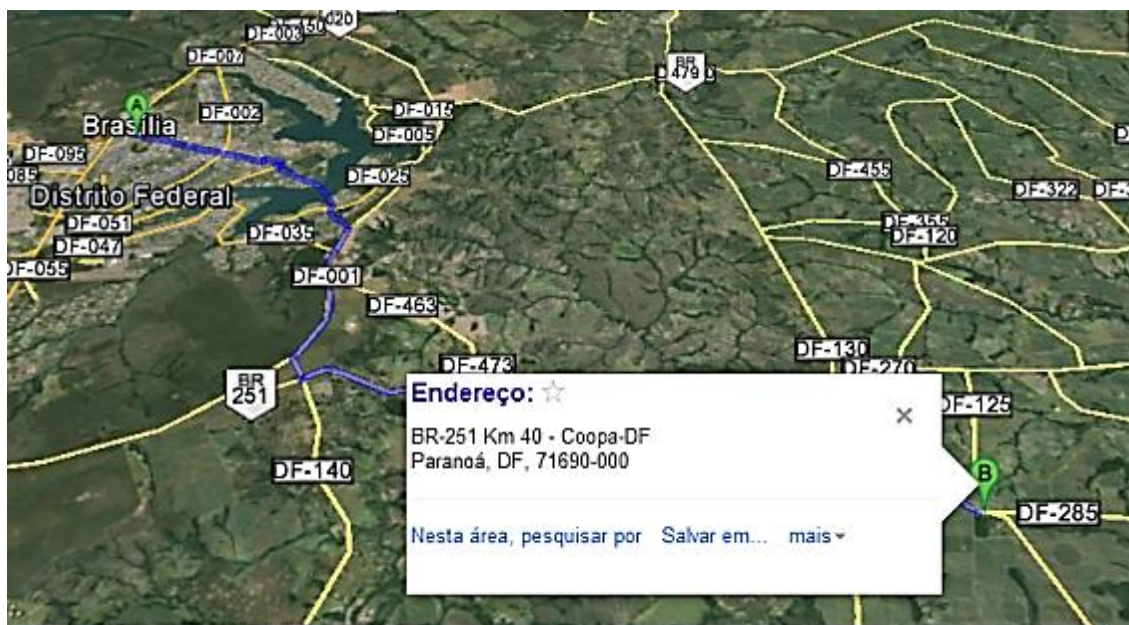 020
DF-003
DF-007
BR
479
DF-002
DF-015
A
Brasília
DF-005
DF-095
085
DF-025
DF-455
Distrito Federal
DF-322
DF-051
DF-035
DF-120
DF-047
DF-055
DF-001
DF-463
DF-130
DF-473
DF-270
BR
251
Endereço:
DF-125
BR-251 Km 40 - Coopa-DF
Paranoá, DF, 71690-000
DF-140
B
DF-285
Nesta área, pesquisar por Salvar em... mais